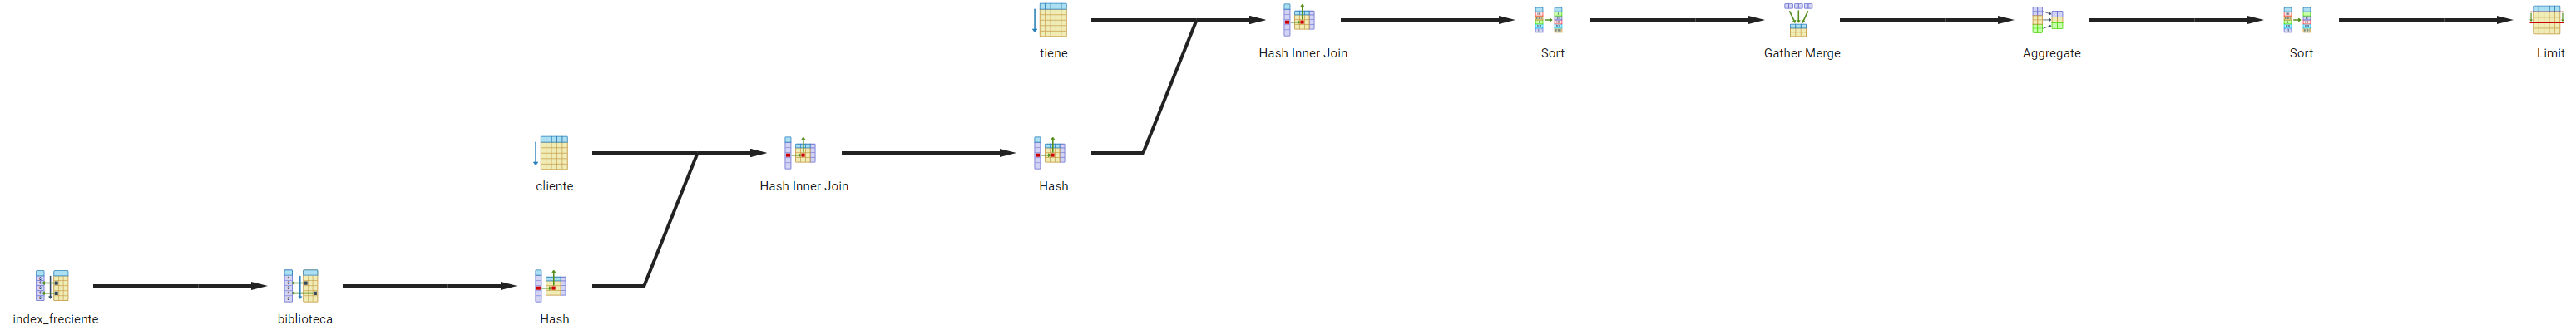 tiene
Hash Inner Join
Sort
Gather Merge
Aggregate
Sort
Limit
cliente
Hash Inner Join
Hash
index_freciente
biblioteca
Hash